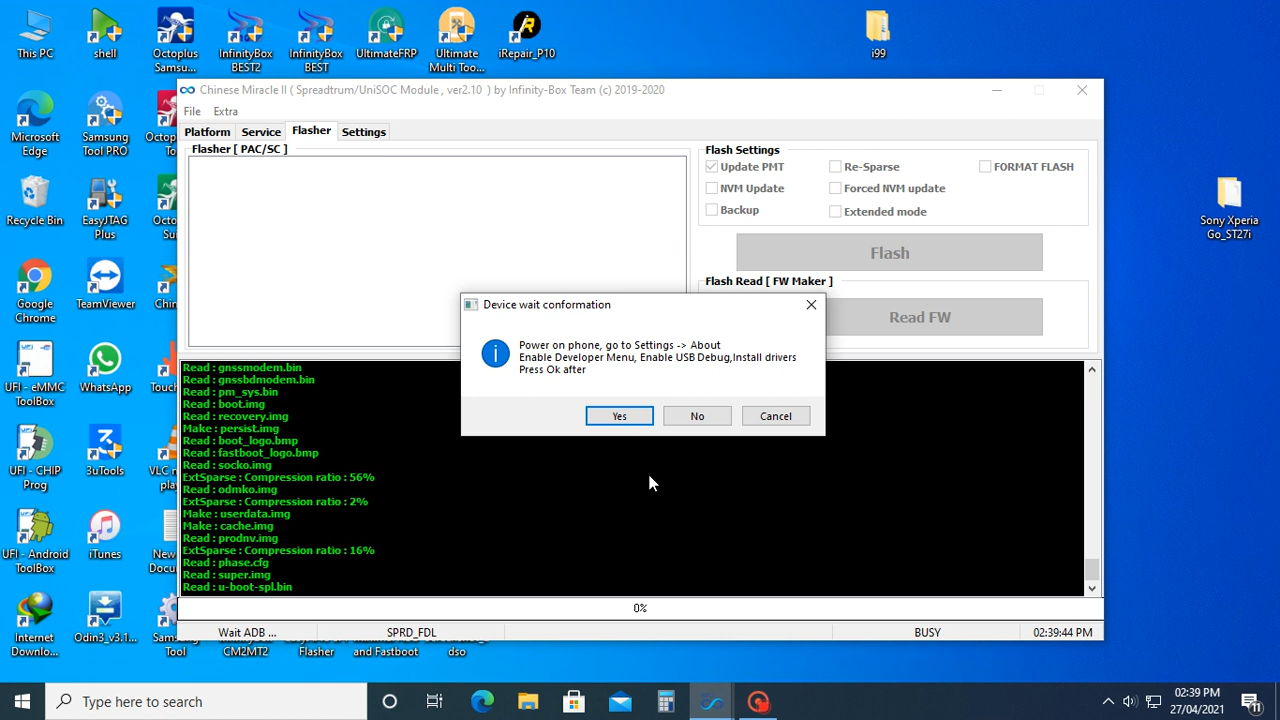 This PC
shell
Octoplus
Samsu...
InfinityBox
BEST2
InfinityBox
BEST
UltimateFRP
Ultimate
Multi Too...
iRepair_P10
i99
Microsoft
Edge
Samsung
Tool PRO
Recycle Bin
EasyJTAG
Plus
Google
Chrome
TeamViewer
UFI - eMMC
ToolBox
WhatsApp
UFI - CHIP
Prog
3uTools
UFI - Android
ToolBox
iTunes
Internet
Downlo...
Odin3_v3.1...
Sony Xperia
Go_ST27i
Chinese Miracle II ( Spreadtrum/UniSOC Module , ver2.10 ) by Infinity-Box Team (c) 2019-2020
File Extra
Platform Service Flasher Settings
Flasher [ PAC/SC ]
Flash Settings
Update PMT Re-Sparse FORMAT FLASH
NVM Update Forced NVM update
Backup Extended mode
Flash
Flash Read [ FW Maker ]
Read FW
Device wait conformation
Power on phone, go to Settings -> About
Enable Developer Menu, Enable USB Debug,Install drivers
Press Ok after
Yes No Cancel
Read : gnssmodem.bin
Read : gnssbdmodem.bin
Read : pm_sys.bin
Read : boot.img
Read : recovery.img
Make : persist.img
Read : boot_logo.bmp
Read : fastboot_logo.bmp
Read : socko.img
ExtSparse : Compression ratio : 56%
Read : odmko.img
ExtSparse : Compression ratio : 2%
Make : userdata.img
Make : cache.img
Read : prodnv.img
ExtSparse : Compression ratio : 16%
Read : phase.cfg
Read : super.img
Read : u-boot-spl.bin
0%
Wait ADB ... SPRD_FDL BUSY 02:39:44 PM
Tool
CM2MT2
Flasher
and Fastboot
dso
Type here to search
02:39 PM
27/04/2021
11